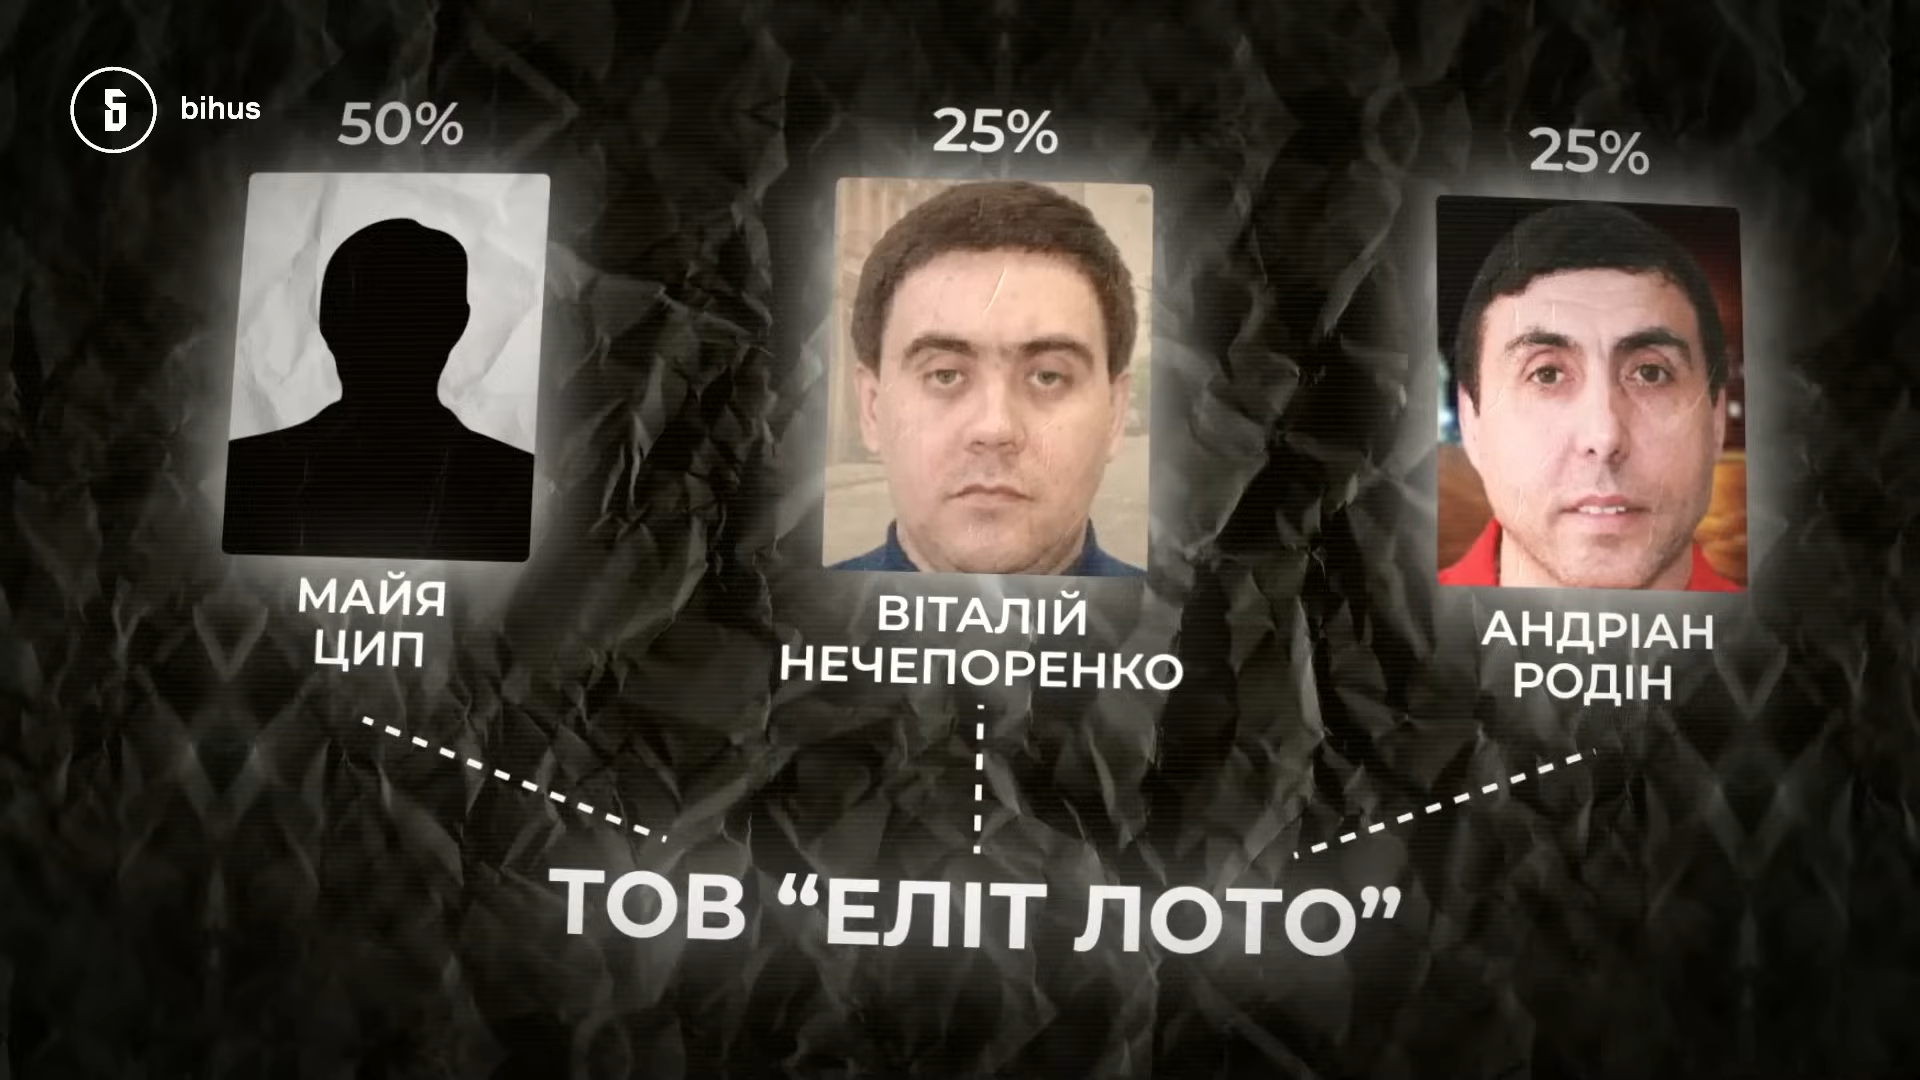 bihus
50%
25%
25%
МАЙЯ
ЦИП
ВІТАЛІЙ
НЕЧЕПОРЕНКО
АНДРІАН
РОДІН
ТОВ “ЕЛІТ ЛОТО”